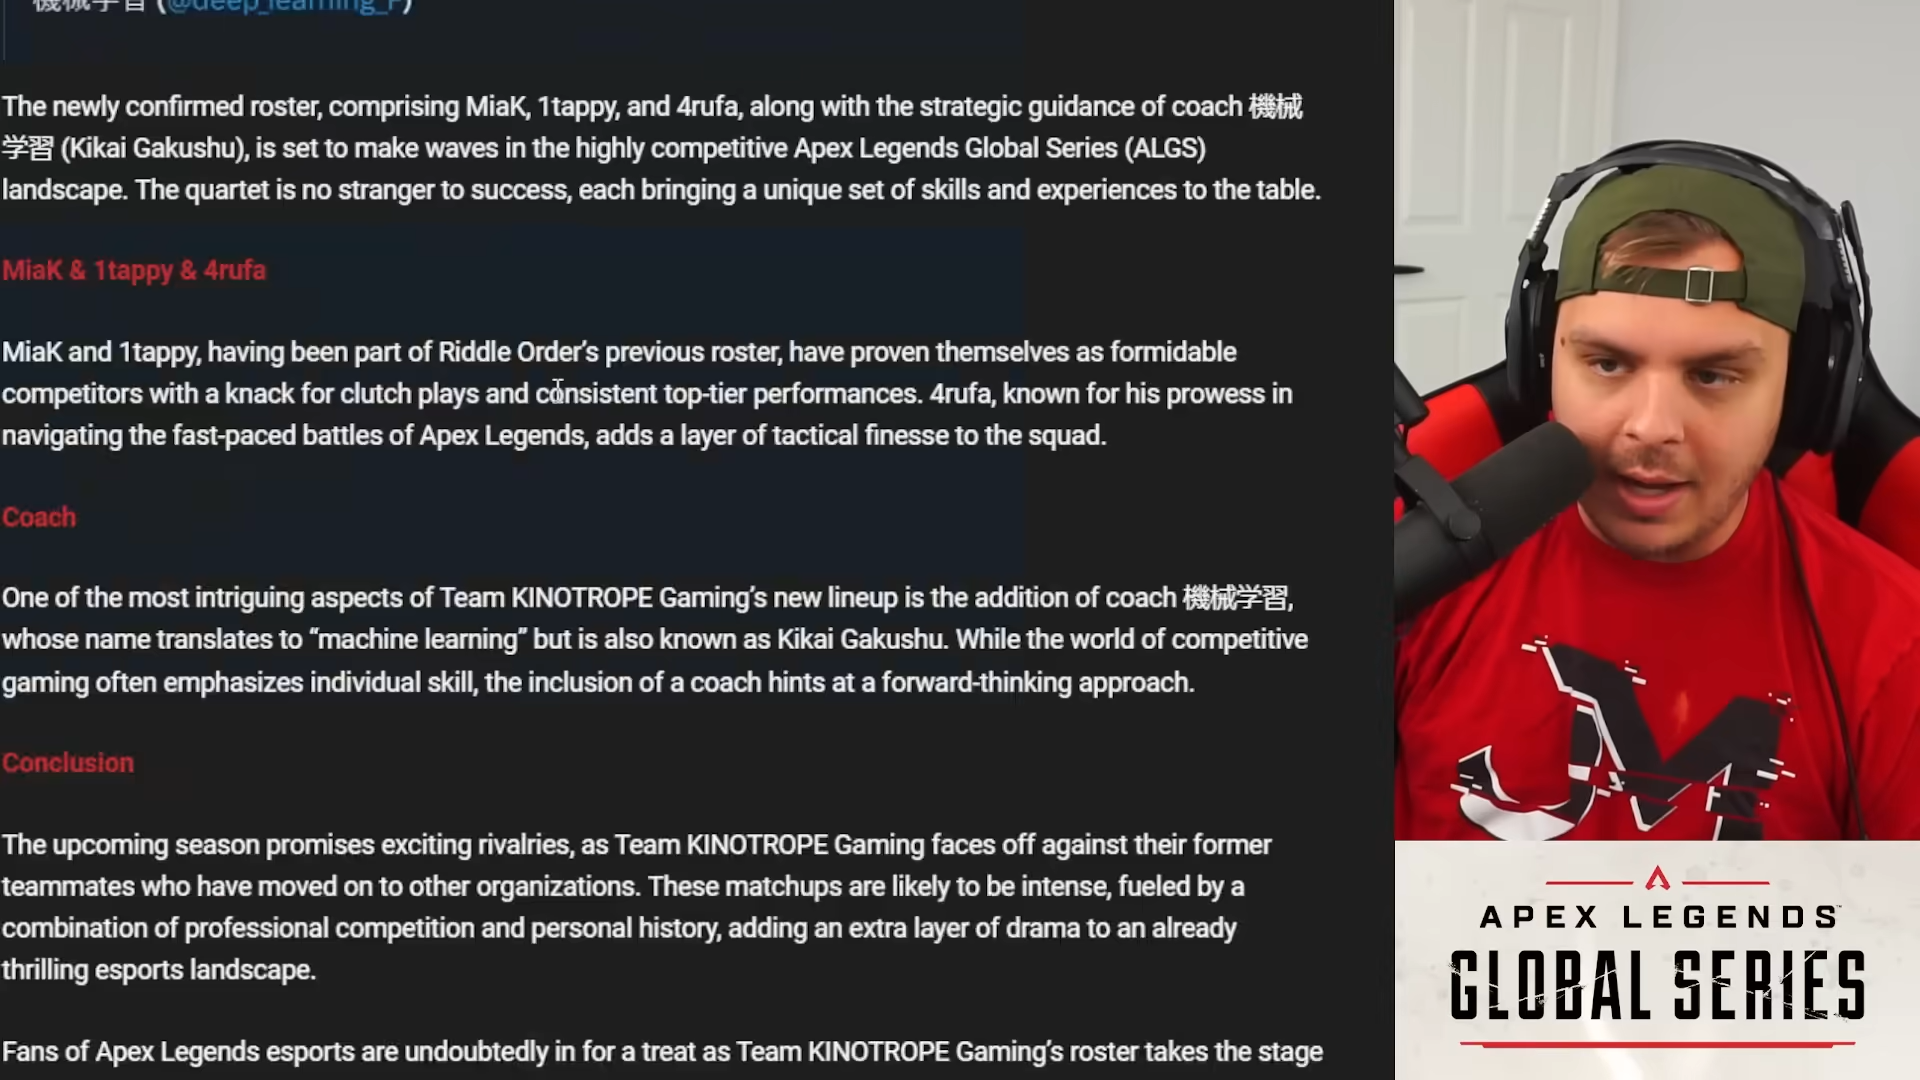 機械学習 (@deep_learning_F)
The newly confirmed roster, comprising MiaK, 1tappy, and 4rufa, along with the strategic guidance of coach 機械
学習 (Kikai Gakushu), is set to make waves in the highly competitive Apex Legends Global Series (ALGS)
landscape. The quartet is no stranger to success, each bringing a unique set of skills and experiences to the table.
MiaK & 1tappy & 4rufa
MiaK and 1tappy, having been part of Riddle Order’s previous roster, have proven themselves as formidable
competitors with a knack for clutch plays and consistent top-tier performances. 4rufa, known for his prowess in
navigating the fast-paced battles of Apex Legends, adds a layer of tactical finesse to the squad.
Coach
One of the most intriguing aspects of Team KINOTROPE Gaming’s new lineup is the addition of coach 機械学習,
whose name translates to “machine learning” but is also known as Kikai Gakushu. While the world of competitive
gaming often emphasizes individual skill, the inclusion of a coach hints at a forward-thinking approach.
Conclusion
The upcoming season promises exciting rivalries, as Team KINOTROPE Gaming faces off against their former
teammates who have moved on to other organizations. These matchups are likely to be intense, fueled by a
combination of professional competition and personal history, adding an extra layer of drama to an already
thrilling esports landscape.
Fans of Apex Legends esports are undoubtedly in for a treat as Team KINOTROPE Gaming’s roster takes the stage
JM
APEX LEGENDS™
GLOBAL SERIES